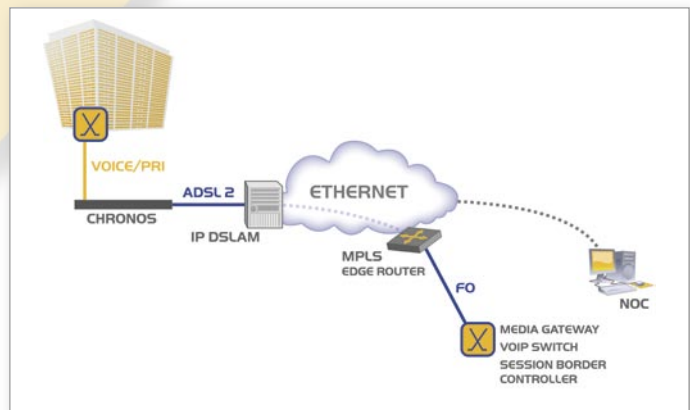 VOICE/PRI
ADSL 2
CHRONOS
IP DSLAM
ETHERNET
MPLS
EDGE ROUTER
FO
NOC
MEDIA GATEWAY
VOIP SWITCH
SESSION BORDER
CONTROLLER